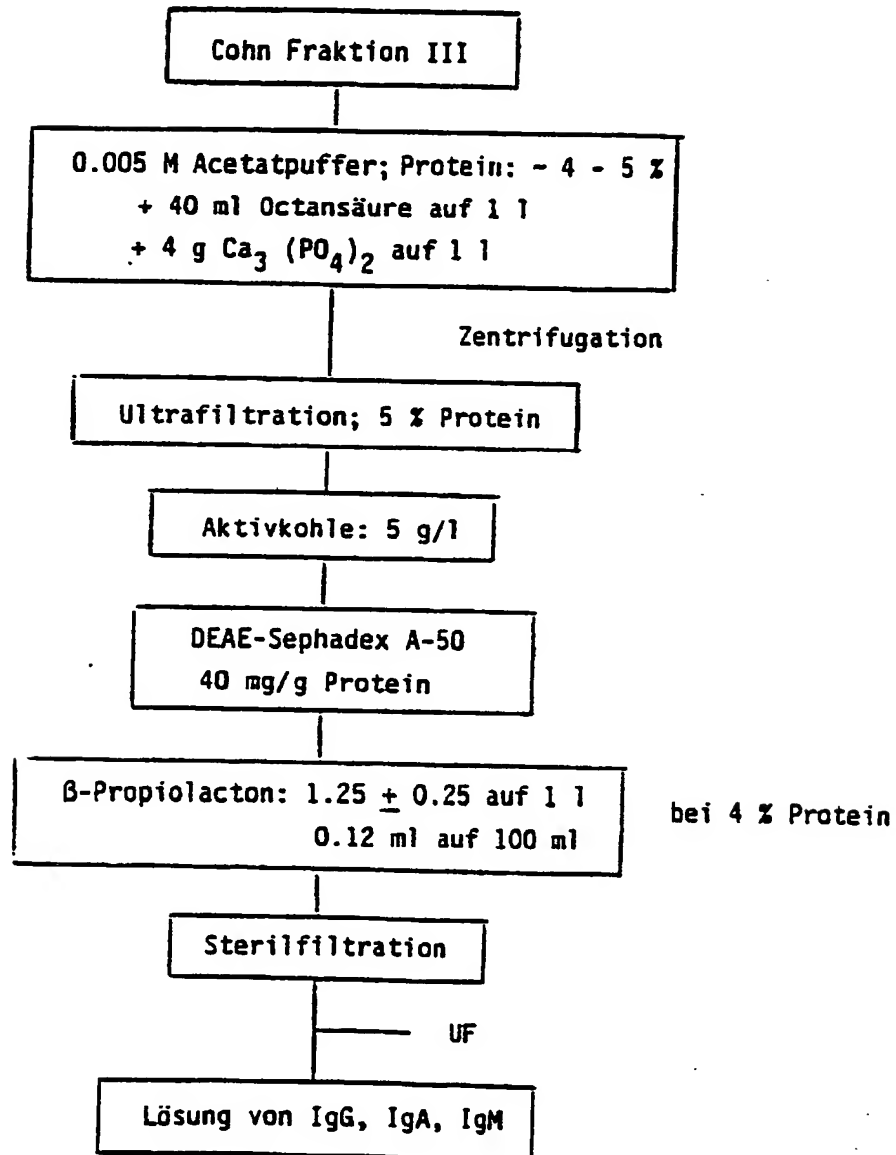 Cohn Fraktion III
0.005 M Acetatpuffer; Protein: ~ 4 - 5 %
+ 40 ml Octansäure auf 1 l
+ 4 g Ca3 (PO4)2 auf 1 l
Zentrifugation
Ultrafiltration; 5 % Protein
Aktivkohle: 5 g/l
DEAE-Sephadex A-50
40 mg/g Protein
β-Propiolacton: 1.25 ± 0.25 auf 1 l
0.12 ml auf 100 ml
bei 4 % Protein
Sterilfiltration
UF
Lösung von IgG, IgA, IgM